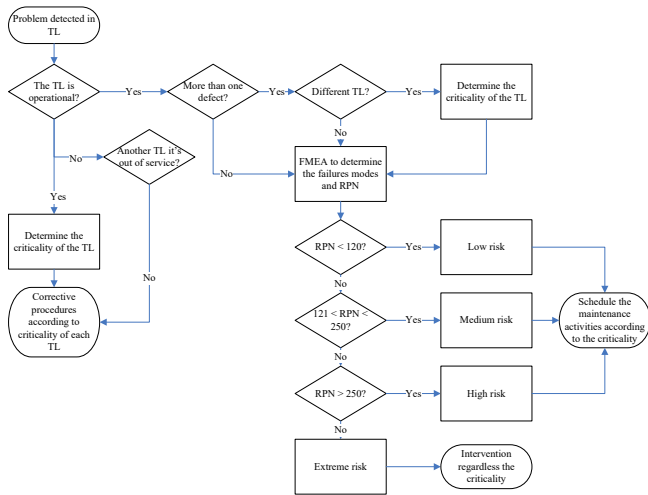 Problem detected in
TL
The TL is
operational?
Yes
More than one
defect?
Yes
Different TL?
Yes
Determine the
criticality of the TL
No
Another TL it's
out of service?
No
No
FMEA to determine
the failures modes
and RPN
Yes
Determine the
criticality of the TL
No
Corrective
procedures
according to
criticality of each
TL
RPN < 120?
Yes
Low risk
No
121 < RPN <
250?
Yes
Medium risk
Schedule the
maintenance
activities according
to the criticality
No
RPN > 250?
Yes
High risk
No
Extreme risk
Intervention
regardless the
criticality